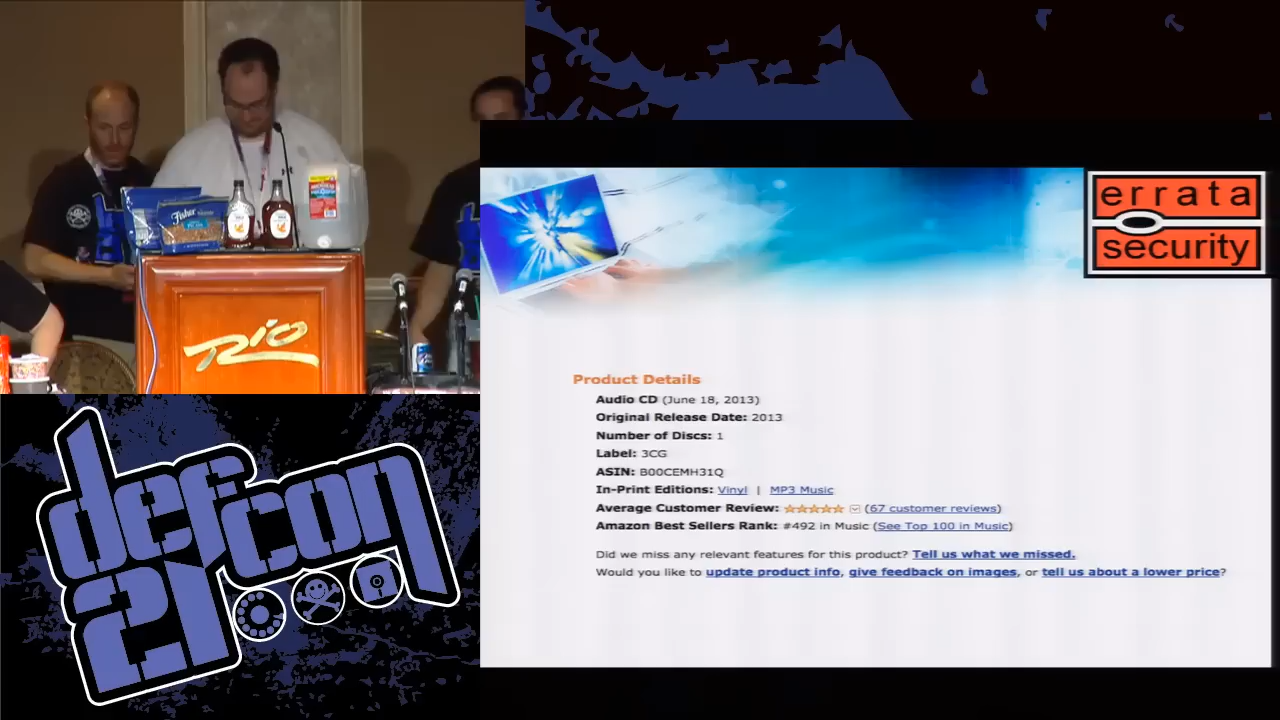 Fisher
Rio
defcon
21
errata
security
Product Details
Audio CD (June 18, 2013)
Original Release Date: 2013
Number of Discs: 1
Label: 3CG
ASIN: B00CEMH31Q
In-Print Editions: Vinyl | MP3 Music
Average Customer Review: (67 customer reviews)
Amazon Best Sellers Rank: #492 in Music (See Top 100 in Music)
Did we miss any relevant features for this product? Tell us what we missed.
Would you like to update product info, give feedback on images, or tell us about a lower price?